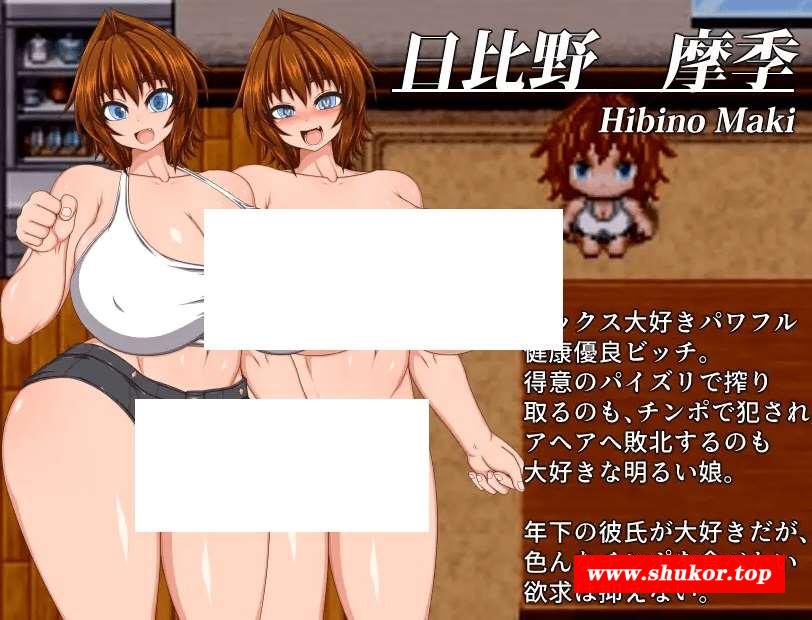 日比野 摩季
Hibino Maki
ックス大好きパワフル
健康優良ビッチ。
得意のパイズリで搾り
取るのも、チンポで犯され
アヘアヘ敗北するのも
大好きな明るい娘。
年下の彼氏が大好きだが、
色ん
欲求は抑えない。
www.shukor.top